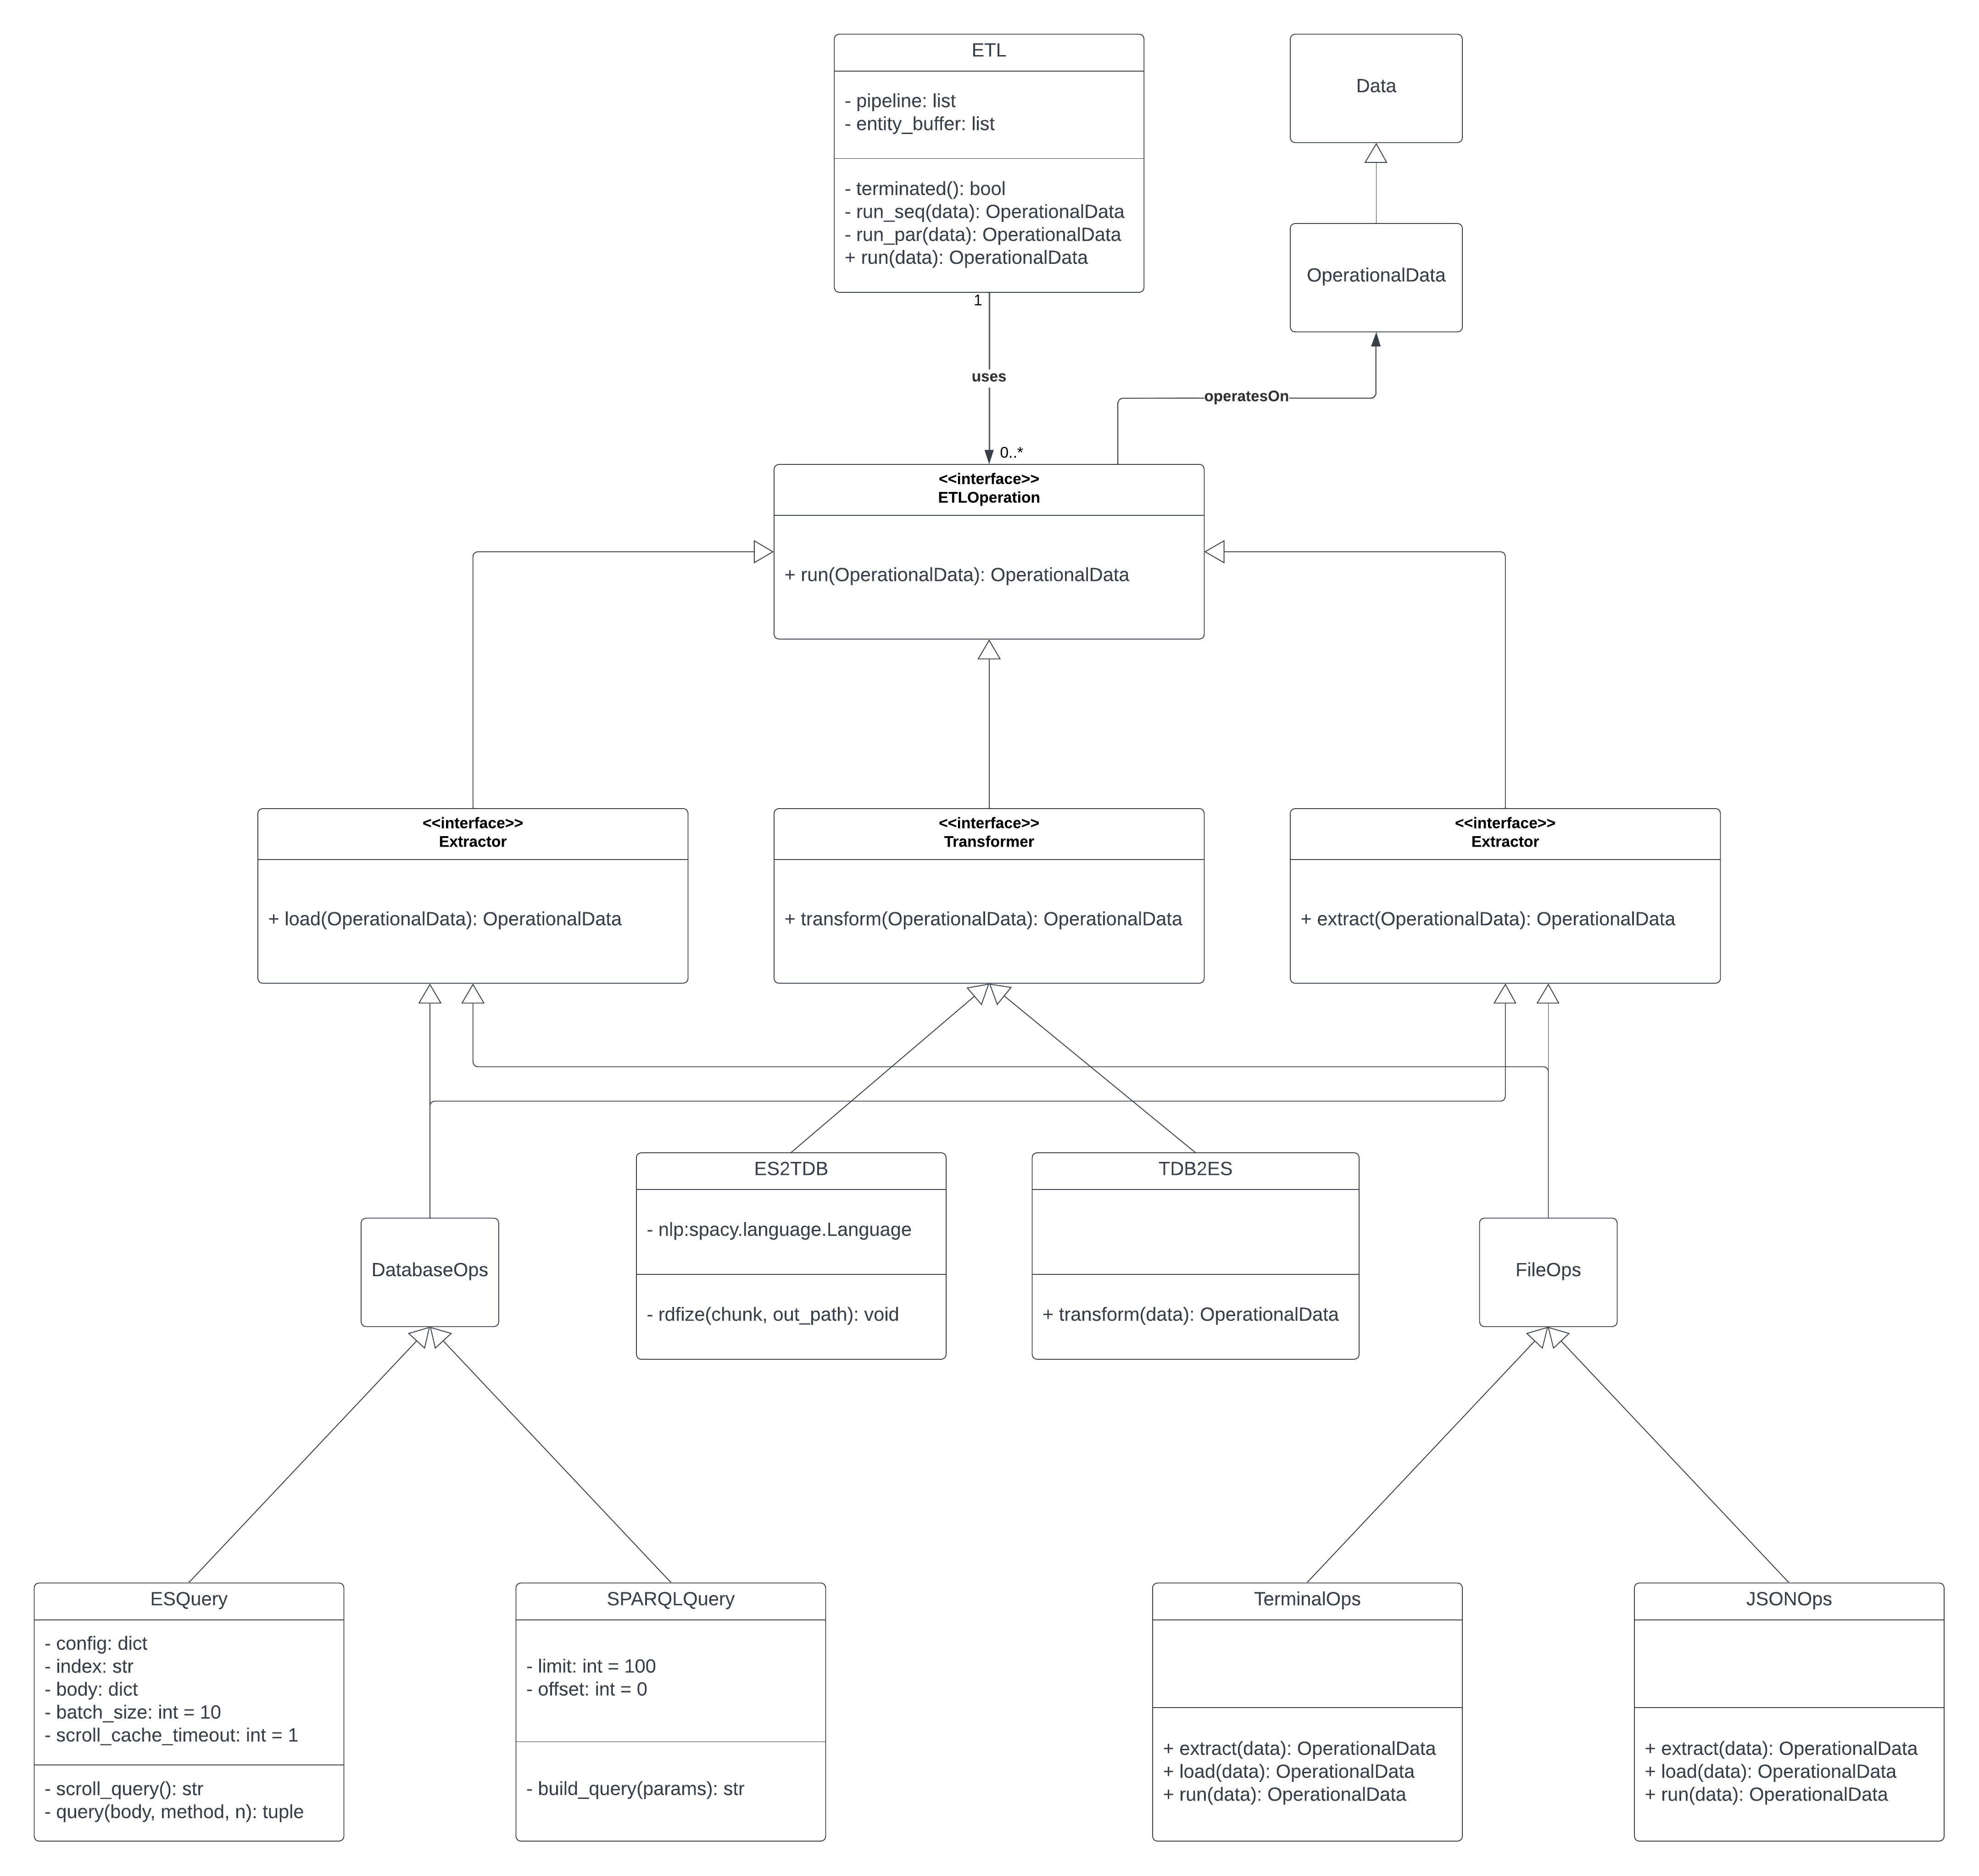 ETL
- pipeline: list
- entity_buffer: list
- terminated(): bool
- run_seq(data): OperationalData
- run_par(data): OperationalData
+ run(data): OperationalData
Data
OperationalData
1
uses
0..*
operatesOn
<<interface>>
ETLOperation
+ run(OperationalData): OperationalData
<<interface>>
Extractor
+ load(OperationalData): OperationalData
<<interface>>
Transformer
+ transform(OperationalData): OperationalData
<<interface>>
Extractor
+ extract(OperationalData): OperationalData
DatabaseOps
ES2TDB
- nlp:spacy.language.Language
- rdfize(chunk, out_path): void
TDB2ES
+ transform(data): OperationalData
FileOps
ESQuery
- config: dict
- index: str
- body: dict
- batch_size: int = 10
- scroll_cache_timeout: int = 1
- scroll_query(): str
- query(body, method, n): tuple
SPARQLQuery
- limit: int = 100
- offset: int = 0
- build_query(params): str
TerminalOps
+ extract(data): OperationalData
+ load(data): OperationalData
+ run(data): OperationalData
JSONOps
+ extract(data): OperationalData
+ load(data): OperationalData
+ run(data): OperationalData